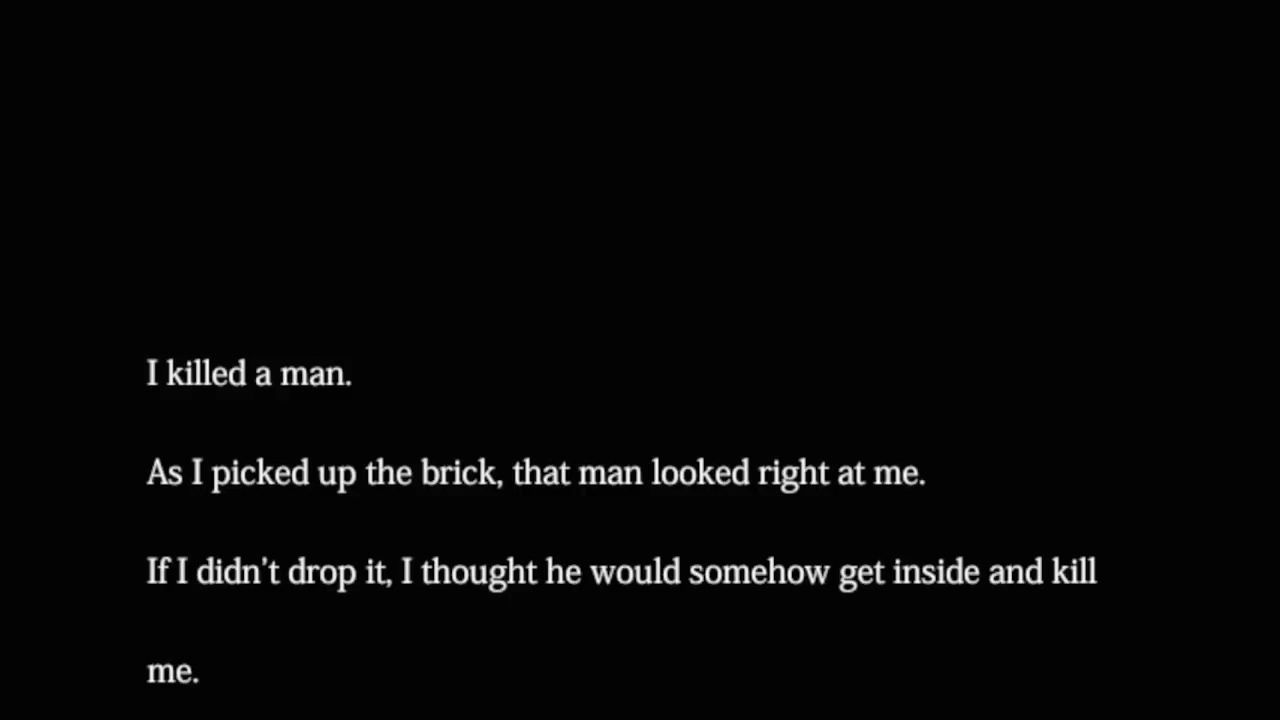 I killed a man.
As I picked up the brick, that man looked right at me.
If I didn't drop it, I thought he would somehow get inside and kill
me.